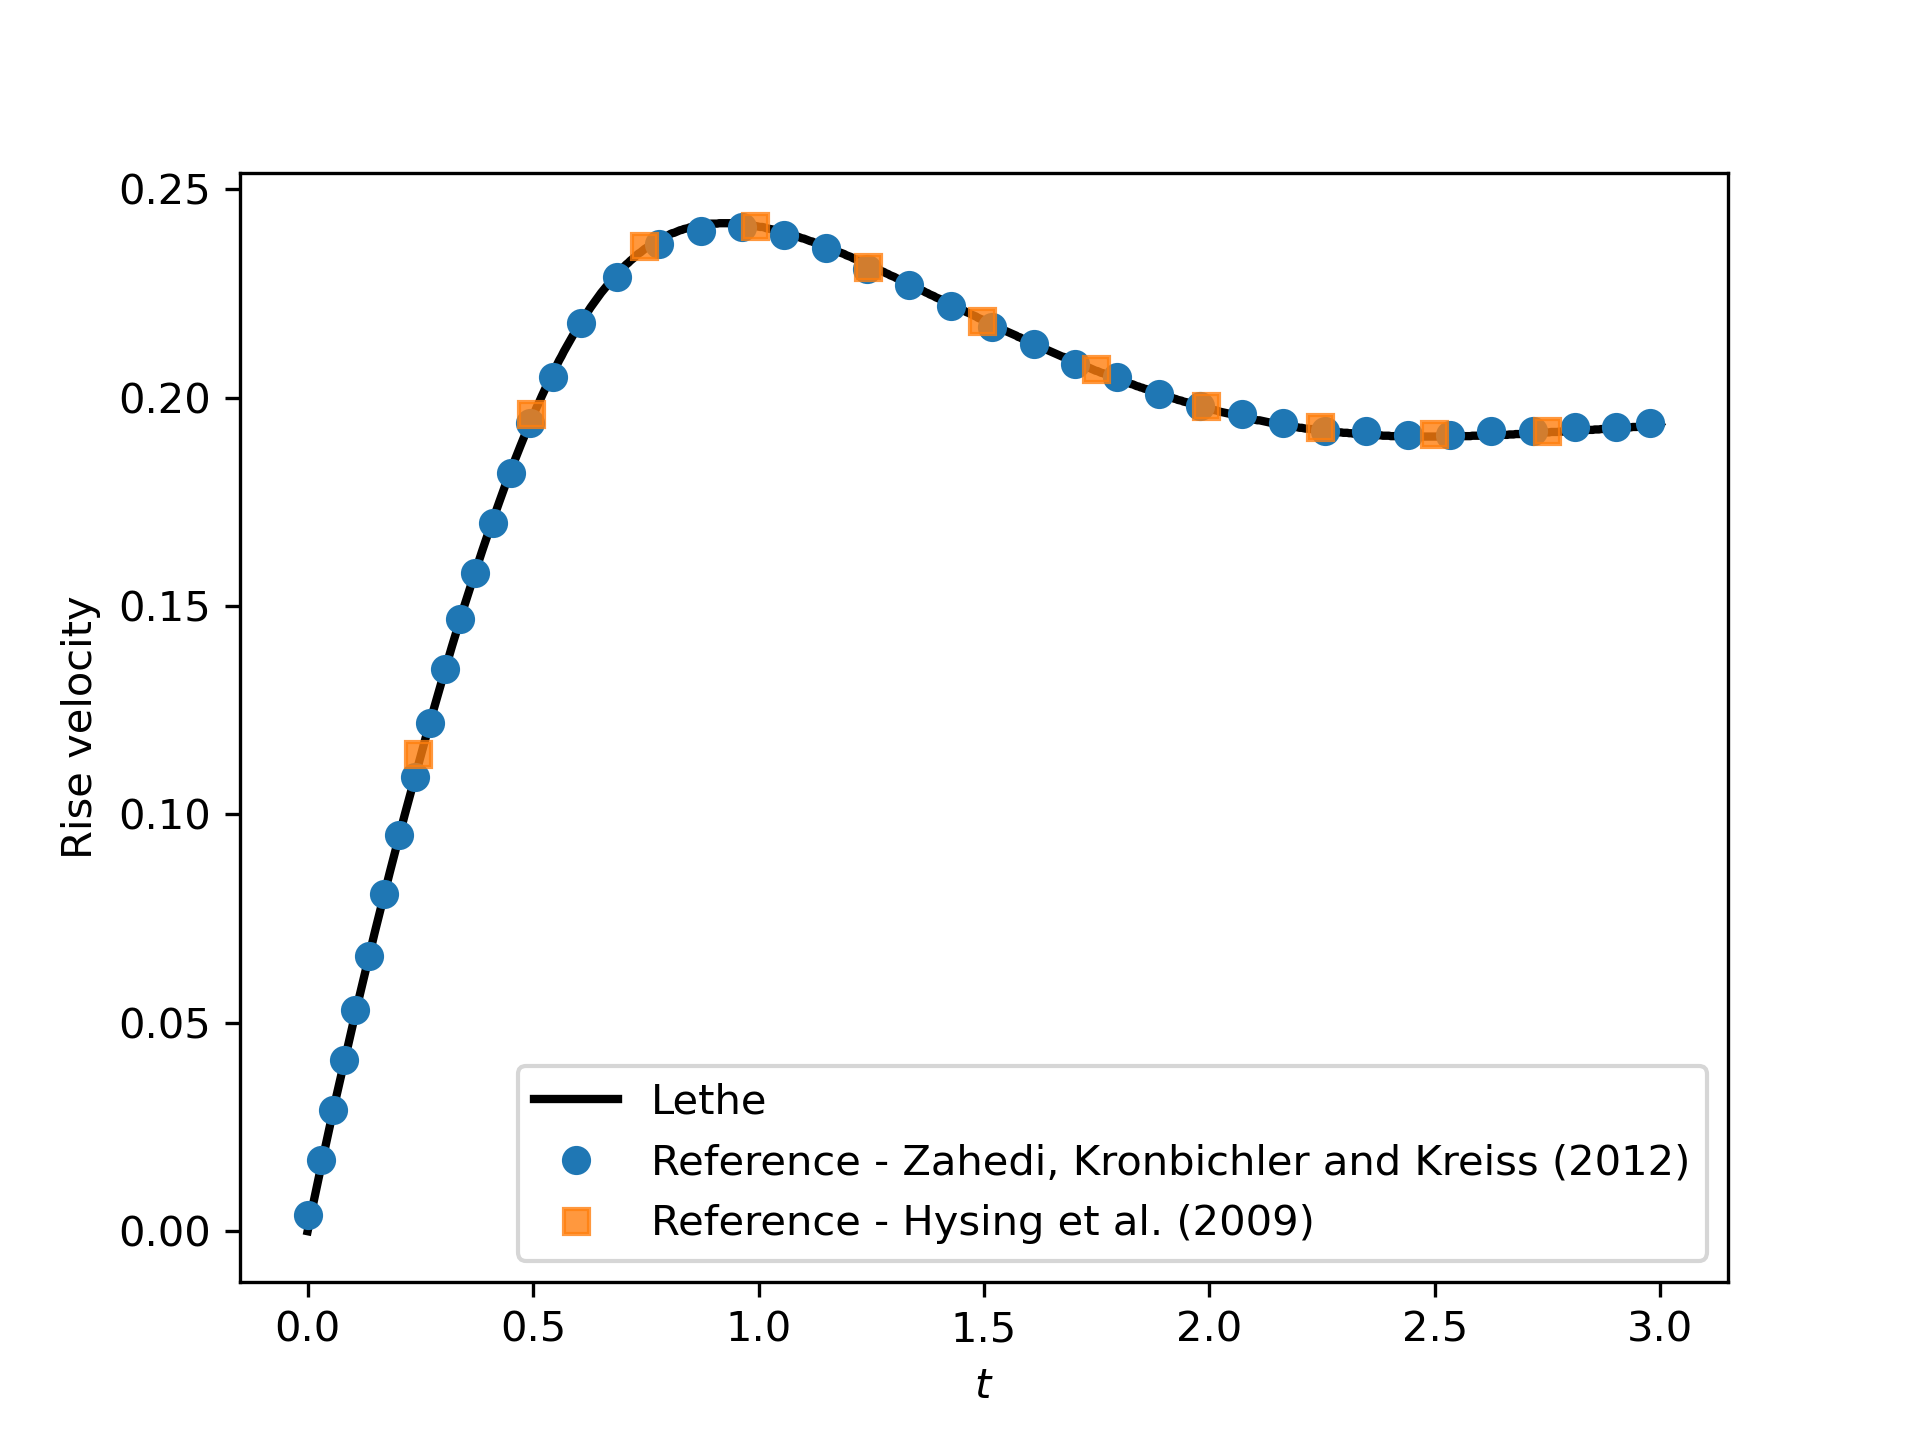 0.25
0.20
0.15
0.10
0.05
0.00
Rise velocity
Lethe
Reference - Zahedi, Kronbichler and Kreiss (2012)
Reference - Hysing et al. (2009)
0.0 0.5 1.0 1.5 2.0 2.5 3.0
t